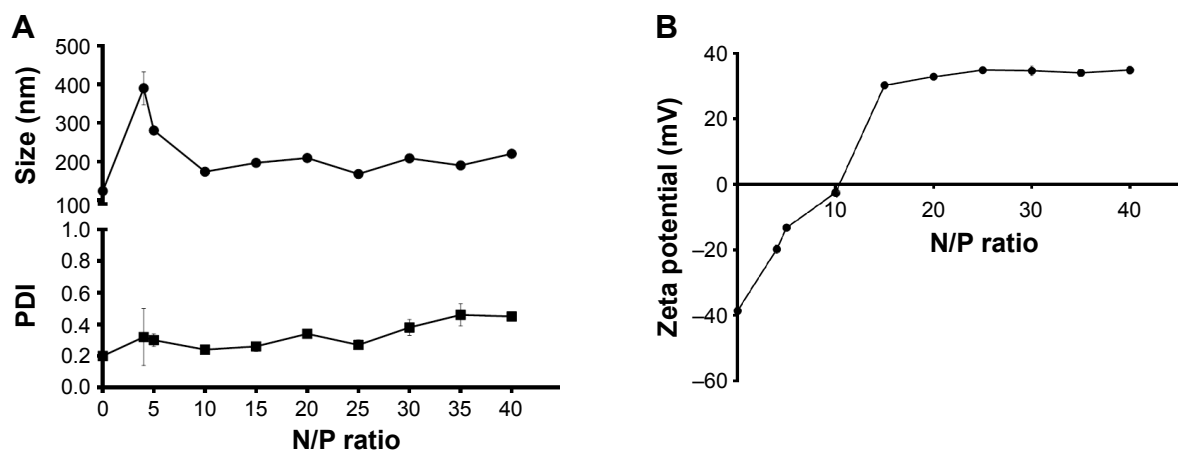 A
Size (nm)
500
400
300
200
100
PDI
1.0
0.8
0.6
0.4
0.2
0.0
0 5 10 15 20 25 30 35 40
N/P ratio
B
Zeta potential (mV)
40
20
0
–20
–40
–60
10 20 30 40
N/P ratio